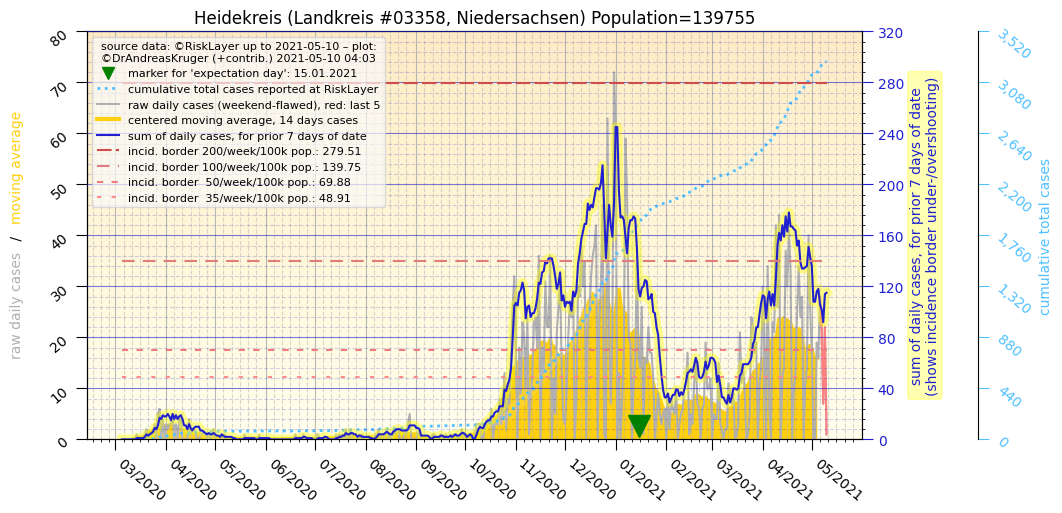 Heidekreis (Landkreis #03358, Niedersachsen) Population=139755
source data: ©RiskLayer up to 2021-05-10 – plot:
©DrAndreasKruger (+contrib.) 2021-05-10 04:03
marker for 'expectation day': 15.01.2021
cumulative total cases reported at RiskLayer
raw daily cases (weekend-flawed), red: last 5
centered moving average, 14 days cases
sum of daily cases, for prior 7 days of date
incid. border 200/week/100k pop.: 279.51
incid. border 100/week/100k pop.: 139.75
incid. border  50/week/100k pop.: 69.88
incid. border  35/week/100k pop.: 48.91
raw daily cases / moving average
80
70
60
50
40
30
20
10
0
320
280
240
200
160
120
80
40
0
sum of daily cases, for prior 7 days of date
(shows incidence border under-/overshooting)
3,520
3,080
2,640
2,200
1,760
1,320
880
440
0
cumulative total cases
03/2020
04/2020
05/2020
06/2020
07/2020
08/2020
09/2020
10/2020
11/2020
12/2020
01/2021
02/2021
03/2021
04/2021
05/2021